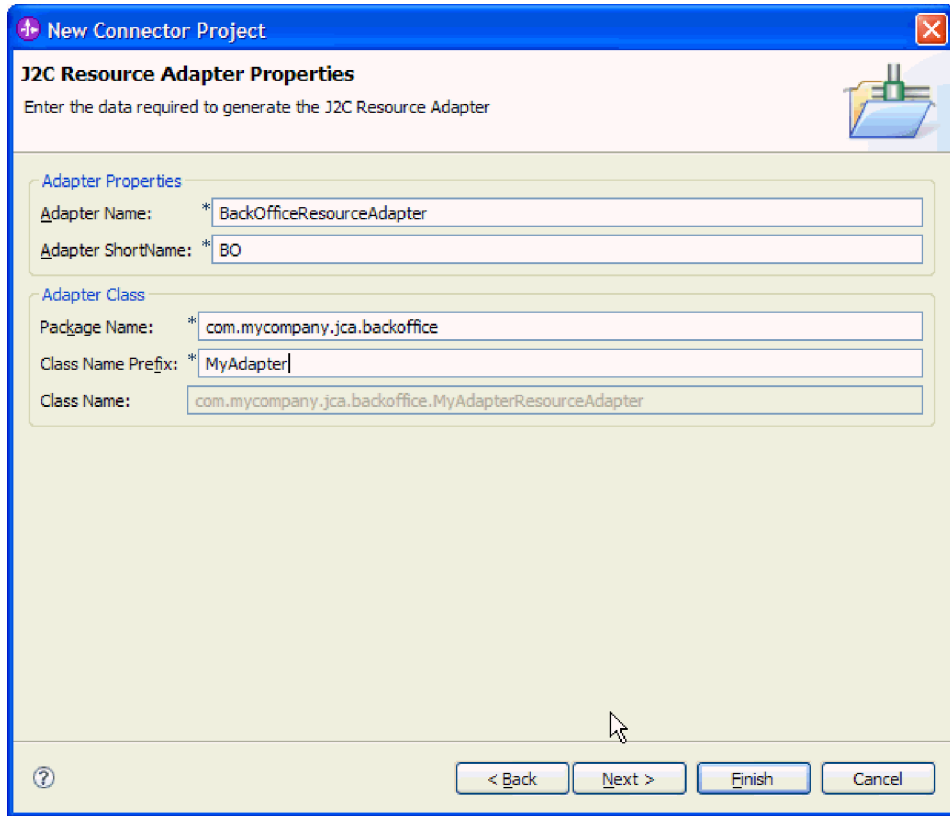 New Connector Project
J2C Resource Adapter Properties
Enter the data required to generate the J2C Resource Adapter
Adapter Properties
Adapter Name: * BackOfficeResourceAdapter
Adapter ShortName: * BO
Adapter Class
Package Name: * com.mycompany.jca.backoffice
Class Name Prefix: * MyAdapter
Class Name: com.mycompany.jca.backoffice.MyAdapterResourceAdapter
? < Back Next > Finish Cancel